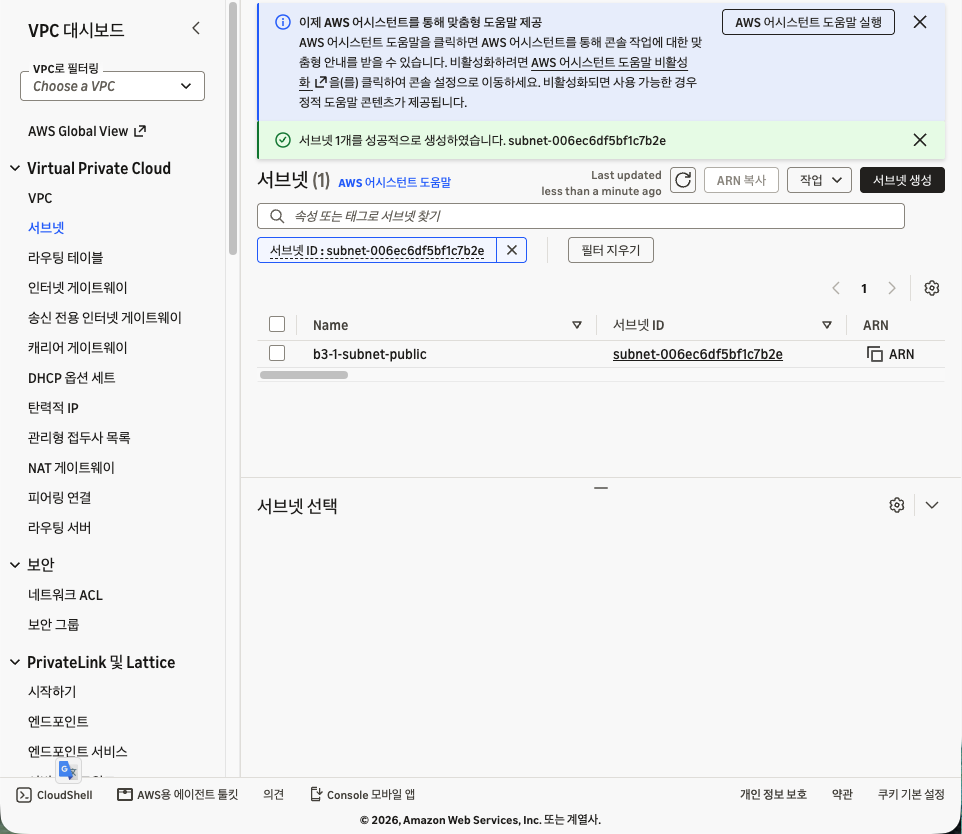 VPC 대시보드
VPC로 필터링
Choose a VPC
AWS Global View
Virtual Private Cloud
VPC
서브넷
라우팅 테이블
인터넷 게이트웨이
송신 전용 인터넷 게이트웨이
캐리어 게이트웨이
DHCP 옵션 세트
탄력적 IP
관리형 접두사 목록
NAT 게이트웨이
피어링 연결
라우팅 서버
보안
네트워크 ACL
보안 그룹
PrivateLink 및 Lattice
시작하기
엔드포인트
엔드포인트 서비스
이제 AWS 어시스턴트를 통해 맞춤형 도움말 제공
AWS 어시스턴트 도움말을 클릭하면 AWS 어시스턴트를 통해 콘솔 작업에 대한 맞
춤형 안내를 받을 수 있습니다. 비활성화하려면 AWS 어시스턴트 도움말 비활성
화 을(를) 클릭하여 콘솔 설정으로 이동하세요. 비활성화되면 사용 가능한 경우
정적 도움말 콘텐츠가 제공됩니다.
AWS 어시스턴트 도움말 실행
서브넷 1개를 성공적으로 생성하였습니다. subnet-006ec6df5bf1c7b2e
서브넷 (1) AWS 어시스턴트 도움말
Last updated
less than a minute ago
ARN 복사
작업
서브넷 생성
속성 또는 태그로 서브넷 찾기
서브넷 ID : subnet-006ec6df5bf1c7b2e
필터 지우기
1
Name 서브넷 ID ARN
b3-1-subnet-public subnet-006ec6df5bf1c7b2e ARN
서브넷 선택
CloudShell AWS용 에이전트 툴킷 의견 Console 모바일 앱 개인 정보 보호 약관 쿠키 기본 설정
© 2026, Amazon Web Services, Inc. 또는 계열사.